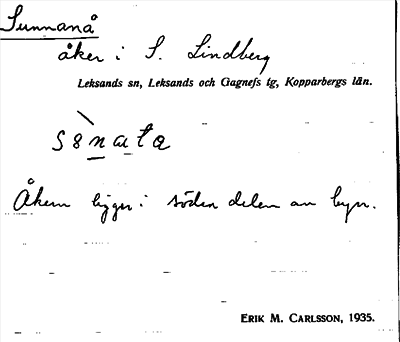 Sunnanå
åker i S. Lindberg
Leksands sn, Leksands och Gagnefs tg, Kopparbergs län.
Åkern ligger i södra delen av byn.
ERIK M. CARLSSON, 1935.